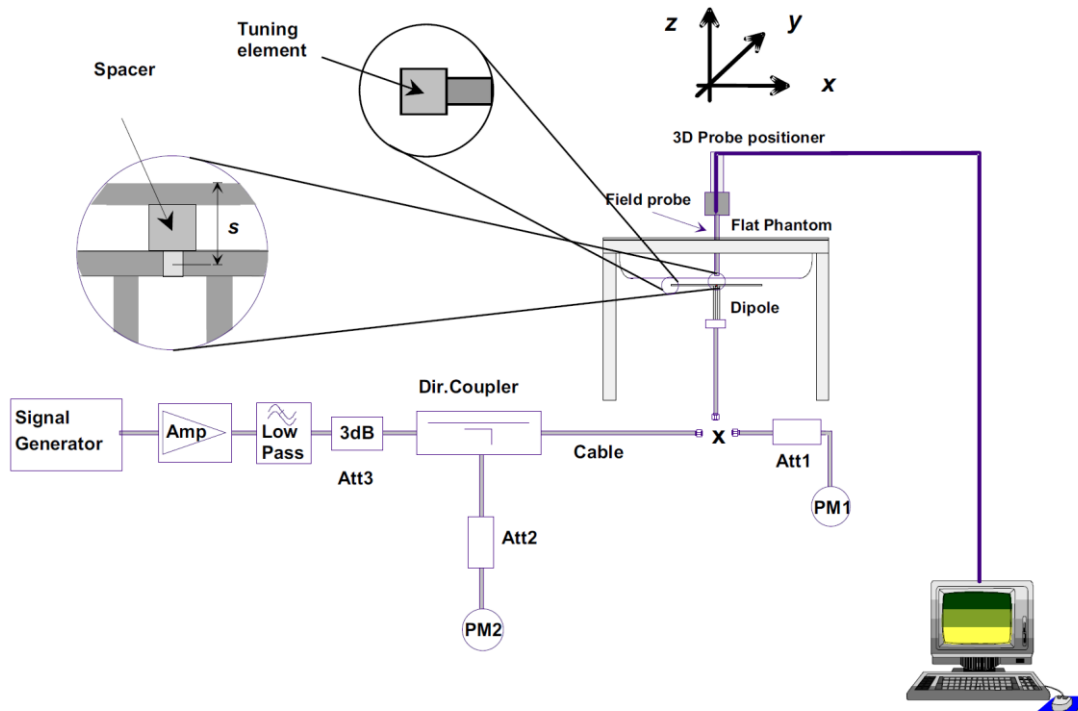 Tuning
element
Spacer
s
z
y
x
3D Probe positioner
Field probe
Flat Phantom
Dipole
Dir.Coupler
Signal
Generator
Amp
Low
Pass
3dB
Att3
Cable
x
Att1
PM1
Att2
PM2